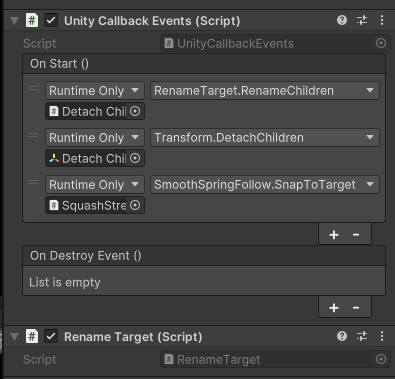 Unity Callback Events (Script)
Script UnityCallbackEvents
On Start ()
Runtime Only RenameTarget.RenameChildren
Detach Chil
Runtime Only Transform.DetachChildren
Detach Chil
Runtime Only SmoothSpringFollow.SnapToTarget
SquashStre
+ -
On Destroy Event ()
List is empty
+ -
Rename Target (Script)
Script RenameTarget